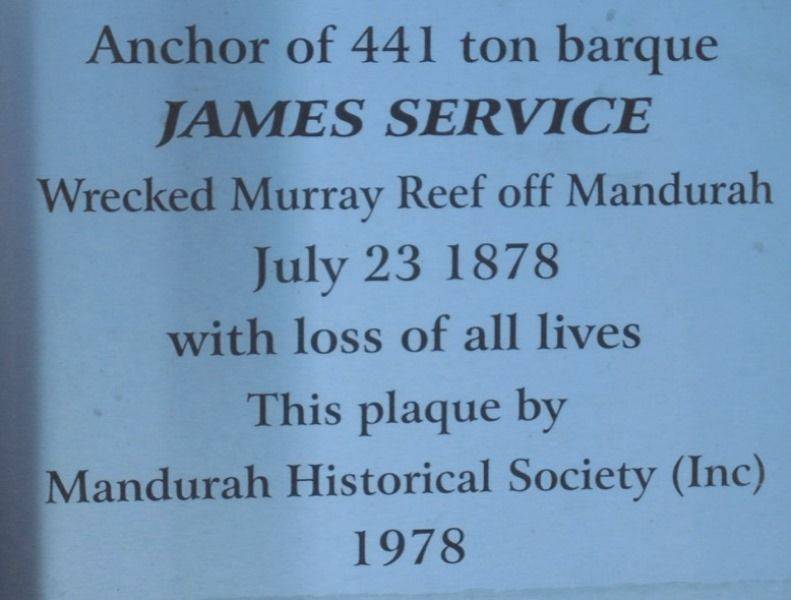 Anchor of 441 ton barque
JAMES SERVICE
Wrecked Murray Reef off Mandurah
July 23 1878
with loss of all lives
This plaque by
Mandurah Historical Society (Inc)
1978